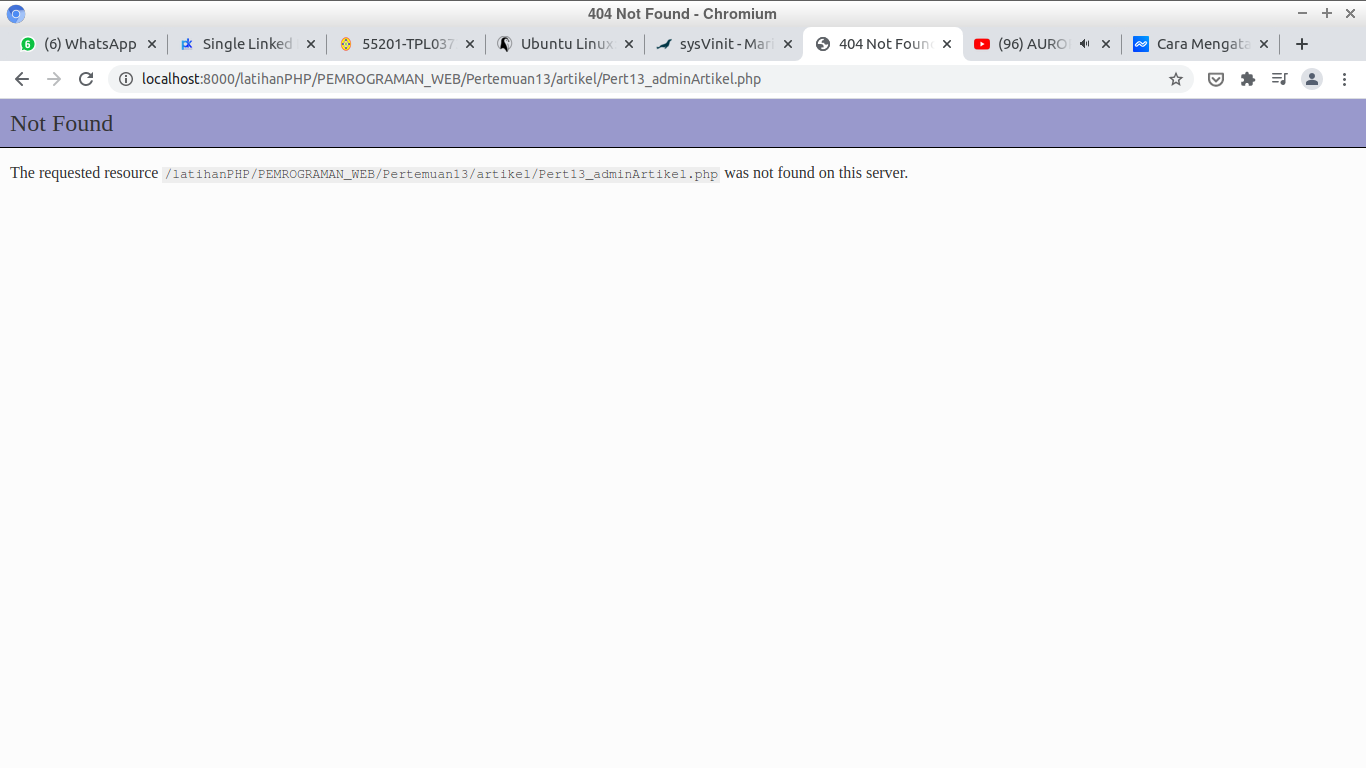 404 Not Found - Chromium
(6) WhatsApp
Single Linked
55201-TPL037
Ubuntu Linux
sysVinit - Mari
404 Not Found
(96) AURO
Cara Mengata
localhost:8000/latihanPHP/PEMROGRAMAN_WEB/Pertemuan13/artikel/Pert13_adminArtikel.php
Not Found
The requested resource /latihanPHP/PEMROGRAMAN_WEB/Pertemuan13/artikel/Pert13_adminArtikel.php was not found on this server.